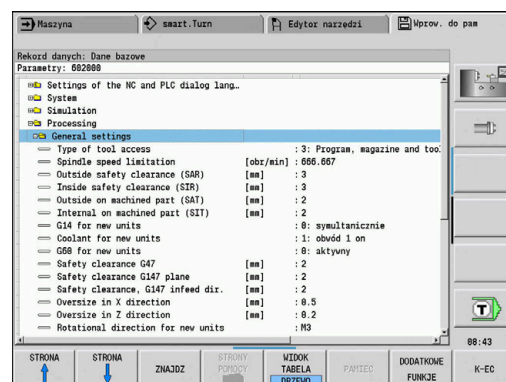 Maszyna
smart.Turn
Edytor narzędzi
Wprow. do pam
Rekord danych: Dane bazowe
Parametry: 602000
Settings of the NC and PLC dialog lang…
System
Simulation
Processing
General settings
Type of tool access : 3: Program, magazine and too
Spindle speed limitation [obr/min] : 666.667
Outside safety clearance (SAR) [mm] : 3
Inside safety clearance (SIR) [mm] : 3
Outside on machined part (SAT) [mm] : 2
Internal on machined part (SIT) [mm] : 2
G14 for new units : 0: symultanicznie
Coolant for new units : 1: obwód 1 on
G60 for new units : 0: aktywny
Safety clearance G47 [mm] : 2
Safety clearance G147 plane [mm] : 2
Safety clearance, G147 infeed dir. [mm] : 2
Oversize in X direction [mm] : 0.5
Oversize in Z direction [mm] : 0.2
Rotational direction for new units : M3
T
08:43
STRONA
STRONA
ZNAJDZ
STRONY
POMOCY
WIDOK
TABELA
DRZEWO
PAMIEC
DODATKOWE
FUNKJE
K-EC